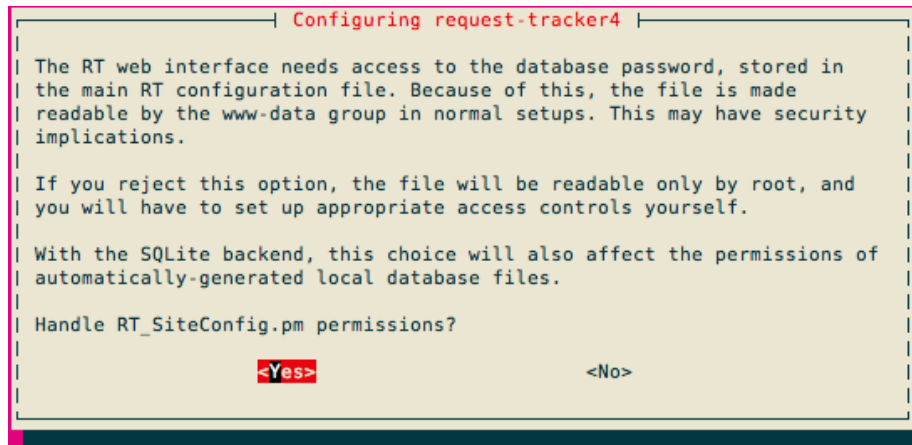 Configuring request-tracker4
The RT web interface needs access to the database password, stored in
the main RT configuration file. Because of this, the file is made
readable by the www-data group in normal setups. This may have security
implications.
If you reject this option, the file will be readable only by root, and
you will have to set up appropriate access controls yourself.
With the SQLite backend, this choice will also affect the permissions of
automatically-generated local database files.
Handle RT_SiteConfig.pm permissions?
<Yes> <No>